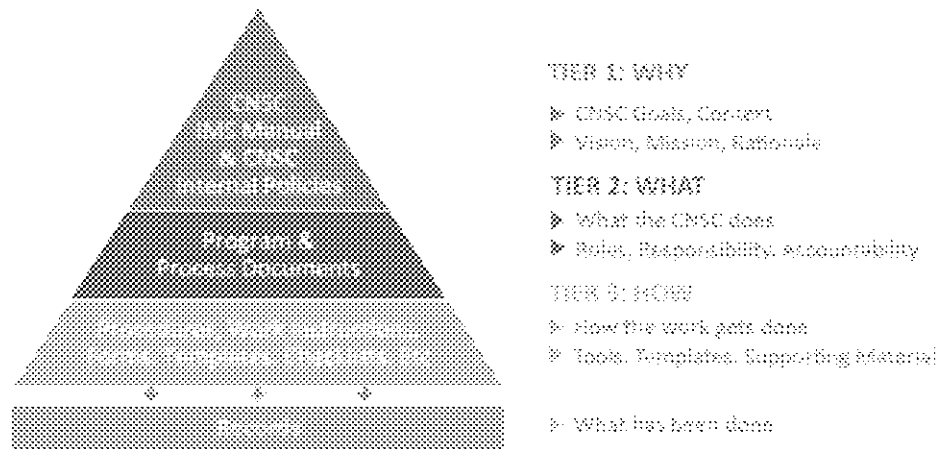 CNSC
IMS Manual
& CNSC
Internal Policies
Program &
Process Documents
Records
TIER 1: WHY
CNSC Goals, Context
Vision, Mission, Rationale
TIER 2: WHAT
What the CNSC does
Roles, Responsibility, Accountability
TIER 3: HOW
How the work gets done
Tools, Templates, Supporting Material
What has been done